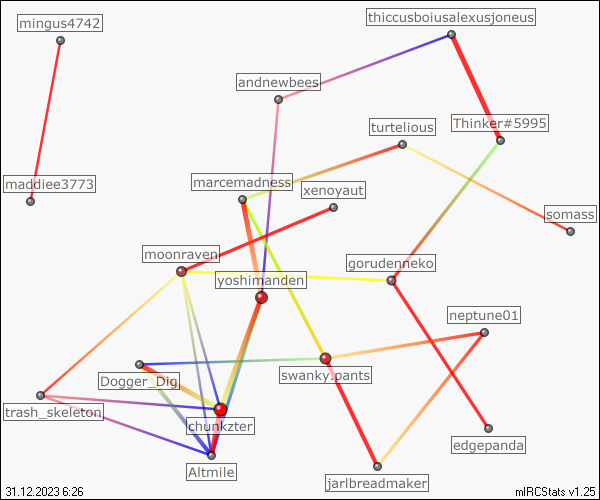 mingus4742
thiccusboiusalexusjoneus
andnewbees
turtelious
Thinker#5995
maddiee3773
marcemadness
xenoyaut
somass
moonraven
gorudenneko
yoshimanden
neptune01
Dogger_Dig
swanky.pants
trash_skeleton
chunkzter
edgepanda
Altmile
jarlbreadmaker
31.12.2023 6:26
mIRCStats v1.25